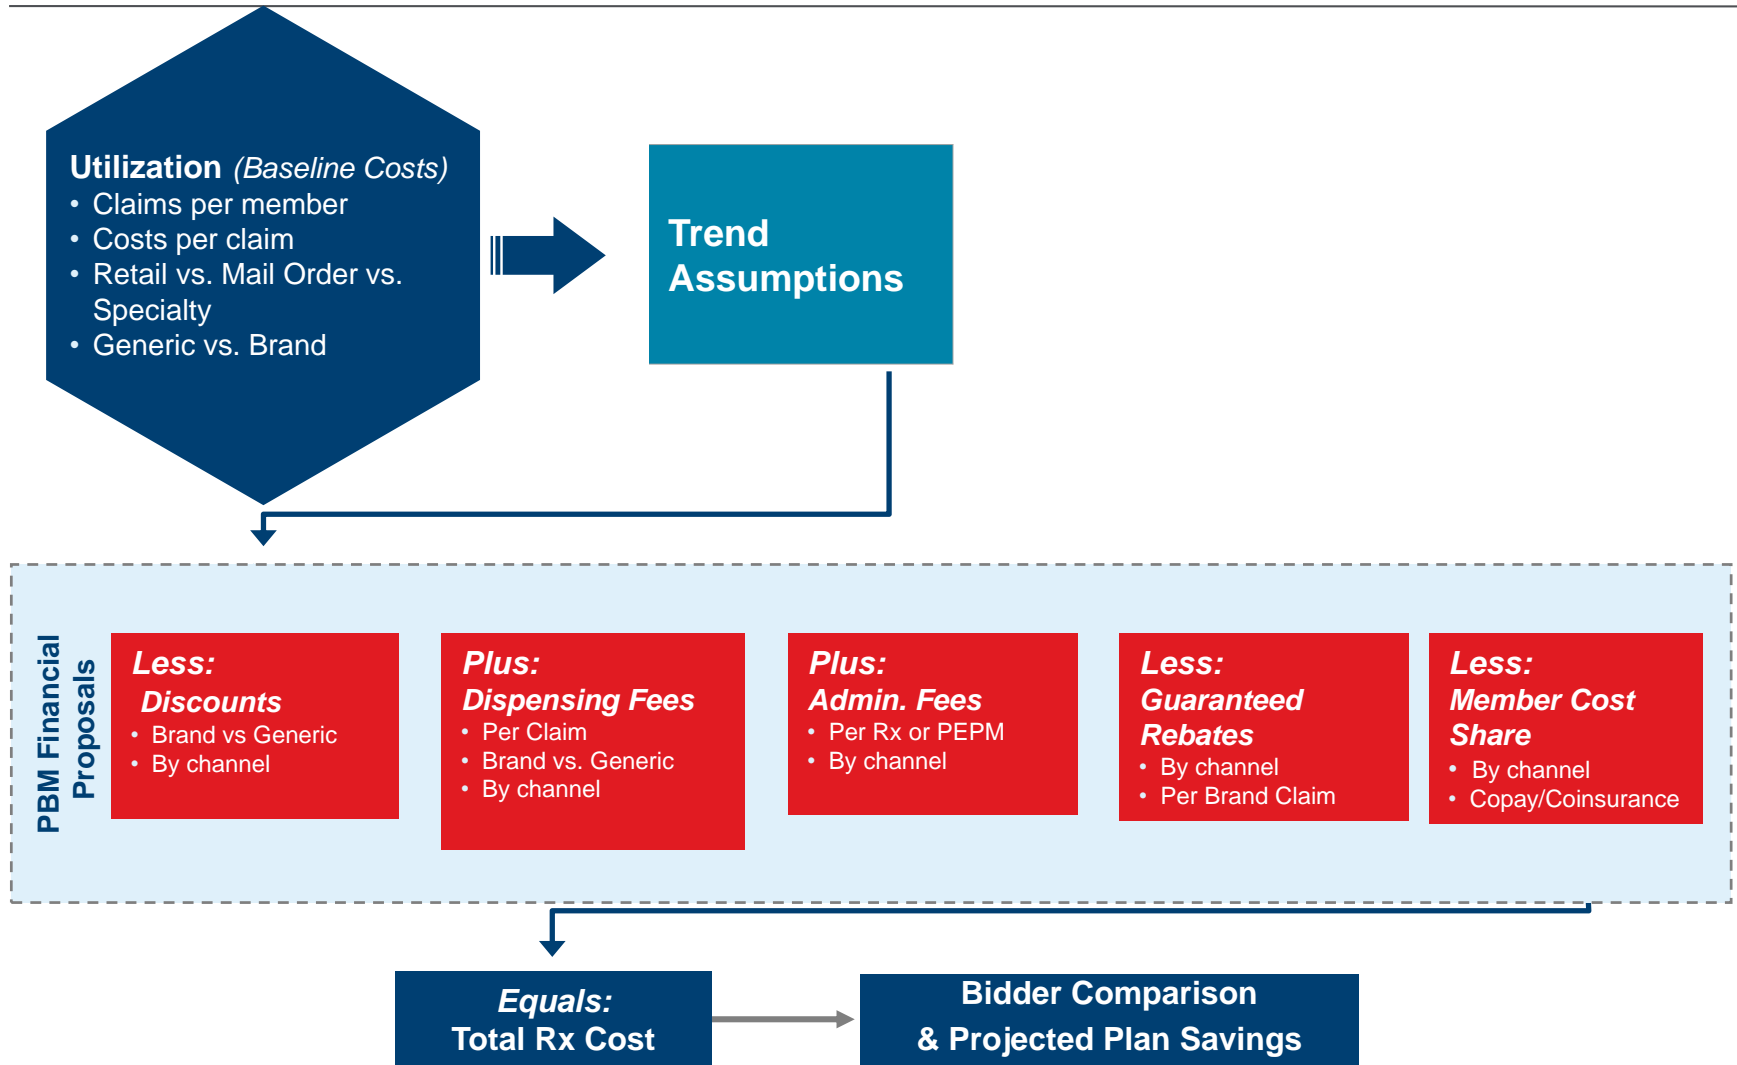 Utilization (Baseline Costs)
• Claims per member
• Costs per claim
• Retail vs. Mail Order vs.
Specialty
• Generic vs. Brand
Trend
Assumptions
PBM Financial
Proposals
Less:
Discounts
• Brand vs Generic
• By channel
Plus:
Dispensing Fees
• Per Claim
• Brand vs. Generic
• By channel
Plus:
Admin. Fees
• Per Rx or PEPM
• By channel
Less:
Guaranteed
Rebates
• By channel
• Per Brand Claim
Less:
Member Cost
Share
• By channel
• Copay/Coinsurance
Equals:
Total Rx Cost
Bidder Comparison
& Projected Plan Savings